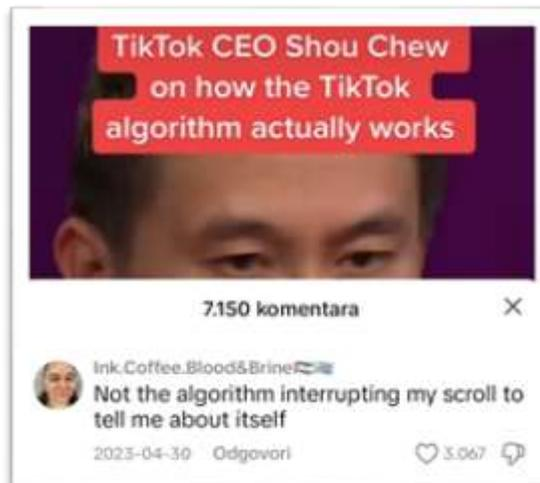 TikTok CEO Shou Chew
on how the TikTok
algorithm actually works
7.150 komentara
Ink.Coffee.Blood&Brine
Not the algorithm interrupting my scroll to
tell me about itself
2023-04-30 Odgovori 3.067